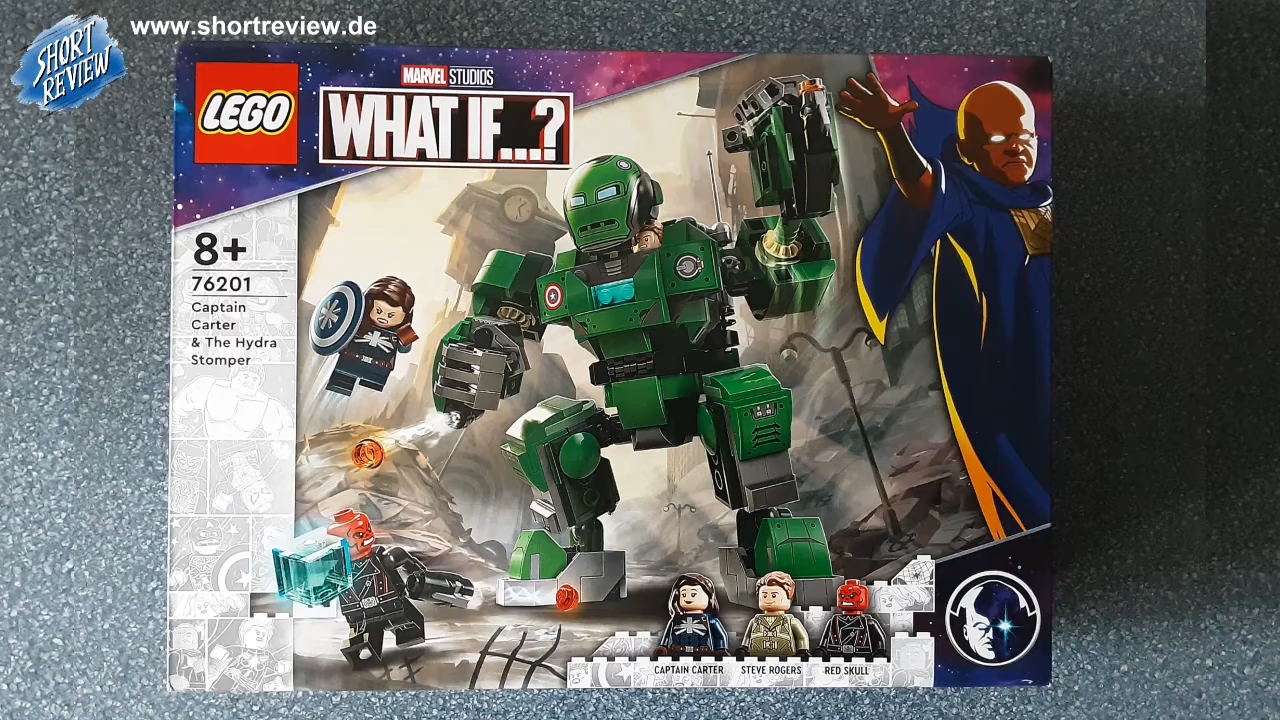 SHORT
REVIEW
www.shortreview.de
LEGO
MARVEL STUDIOS
WHAT IF...?
8+
76201
Captain
Carter
& The Hydra
Stomper
CAPTAIN CARTER
STEVE ROGERS
RED SKULL